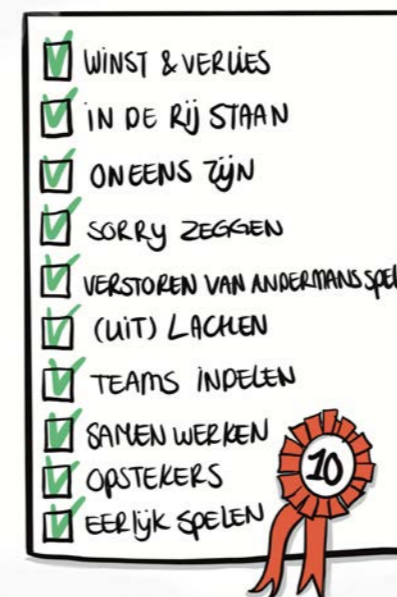 WINST & VERLIES
IN DE RIJ STAAN
ONEENS ZIJN
SORRY ZEGGEN
VERSTOREN VAN ANDERMANS SPEL
(UIT) LACHEN
TEAMS INDELEN
SAMEN WERKEN
OPSTEKERS
EERLIJK SPELEN
10